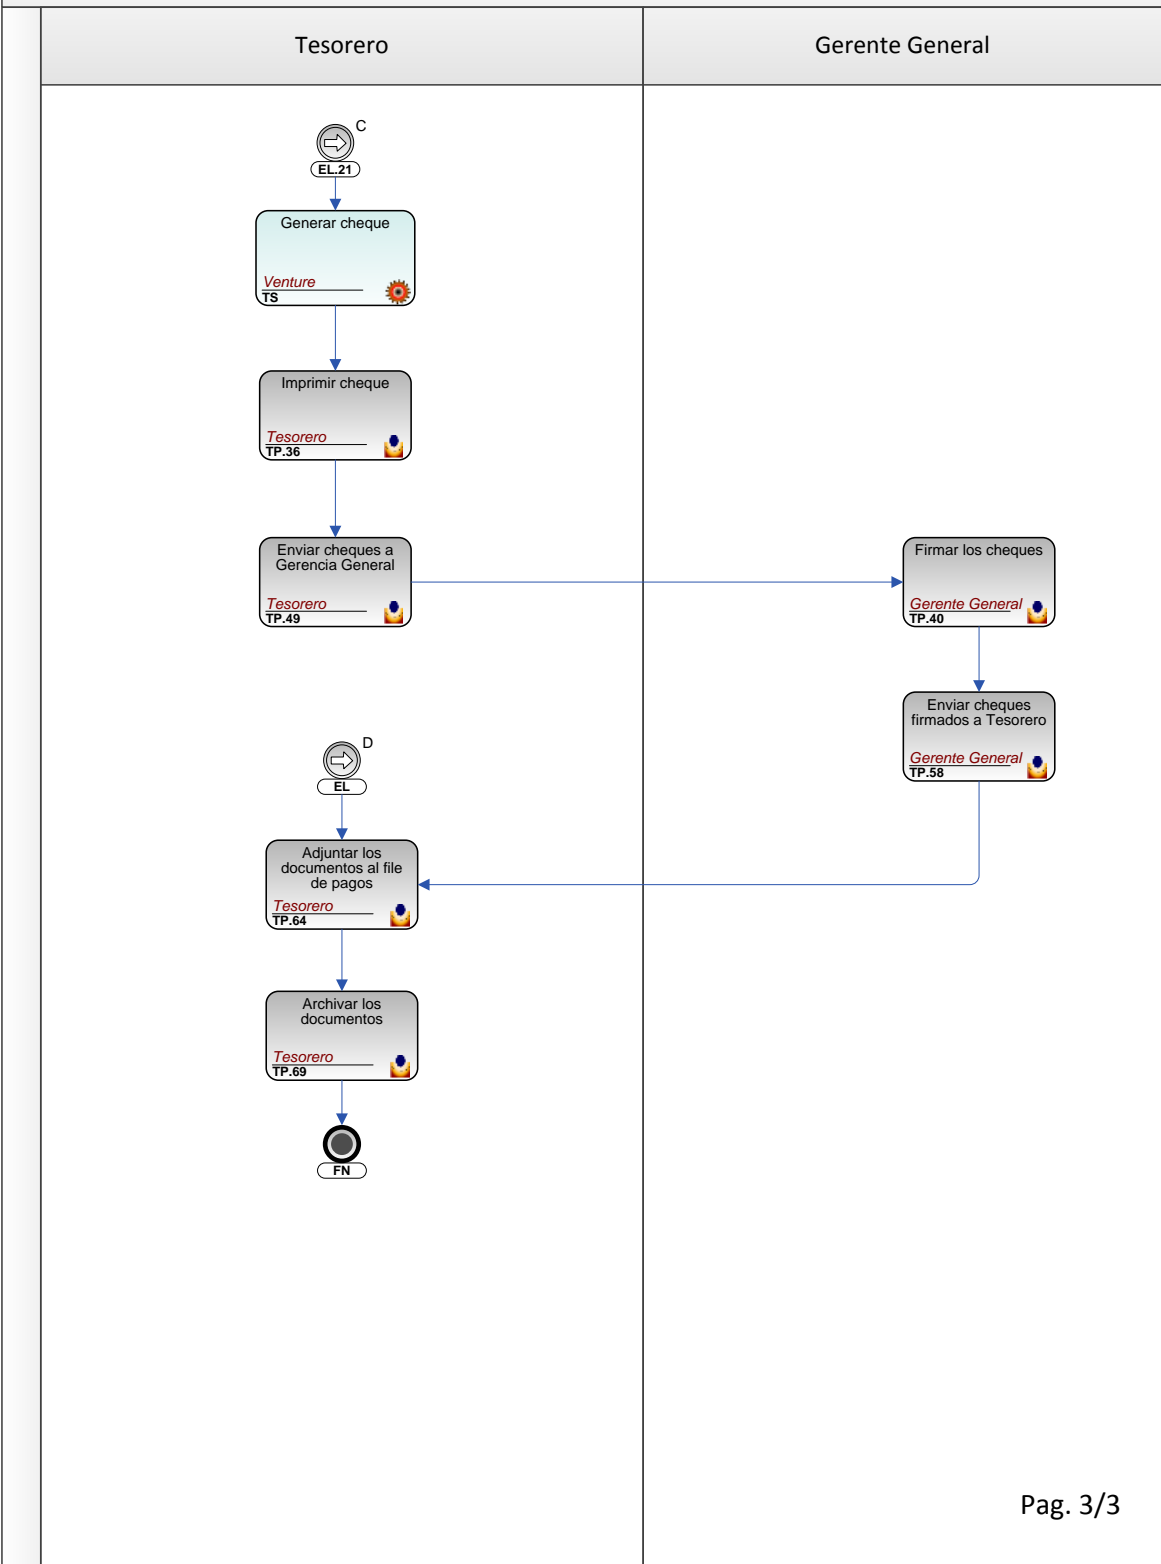 Tesorero
Gerente General
C
EL.21
Generar cheque
Venture
TS
Imprimir cheque
Tesorero
TP.36
Enviar cheques a
Gerencia General
Tesorero
TP.49
Firmar los cheques
Gerente General
TP.40
Enviar cheques
firmados a Tesorero
Gerente General
TP.58
D
EL
Adjuntar los
documentos al file
de pagos
Tesorero
TP.64
Archivar los
documentos
Tesorero
TP.69
FN
Pag. 3/3